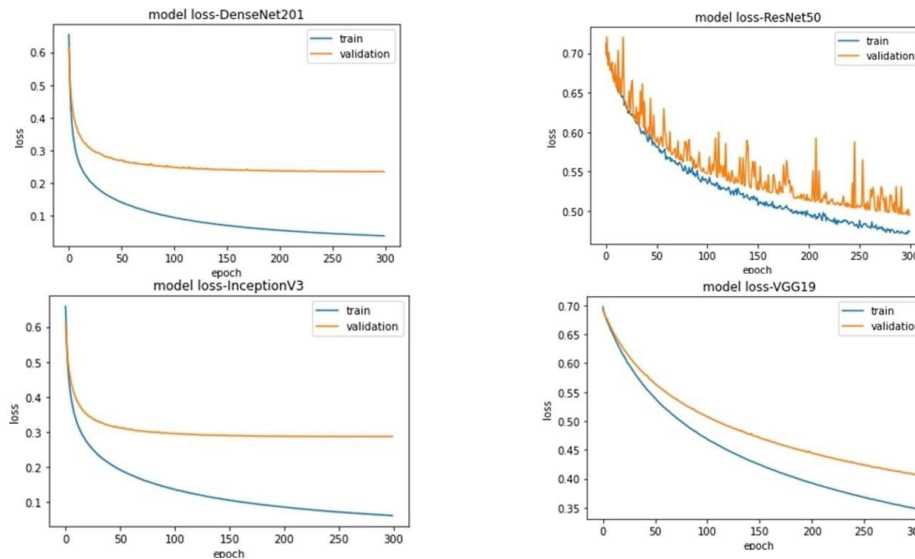 model loss-DenseNet201
train
validation
loss
0.6
0.5
0.4
0.3
0.2
0.1
0 50 100 150 200 250 300
epoch
model loss-ResNet50
train
validation
loss
0.70
0.65
0.60
0.55
0.50
0 50 100 150 200 250 300
epoch
model loss-InceptionV3
train
validation
loss
0.6
0.5
0.4
0.3
0.2
0.1
0 50 100 150 200 250 300
epoch
model loss-VGG19
train
validation
loss
0.70
0.65
0.60
0.55
0.50
0.45
0.40
0.35
0 50 100 150 200 250 300
epoch